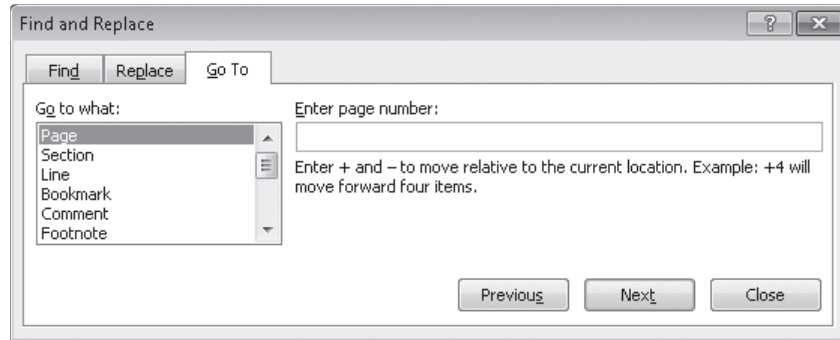 Find and Replace
Find
Replace
Go To
Go to what:
Page
Section
Line
Bookmark
Comment
Footnote
Enter page number:
Enter + and – to move relative to the current location. Example: +4 will
move forward four items.
Previous
Next
Close